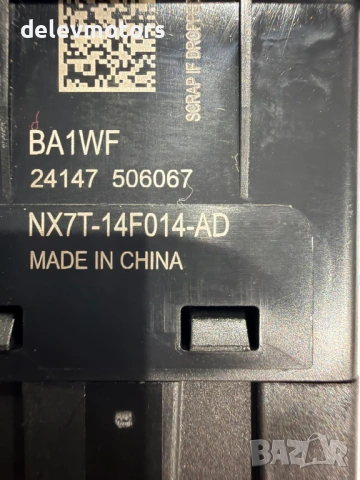 delevmotors
SCRAP IF DROPPED
BA1WF
24147 506067
NX7T-14F014-AD
MADE IN CHINA
BAZAR